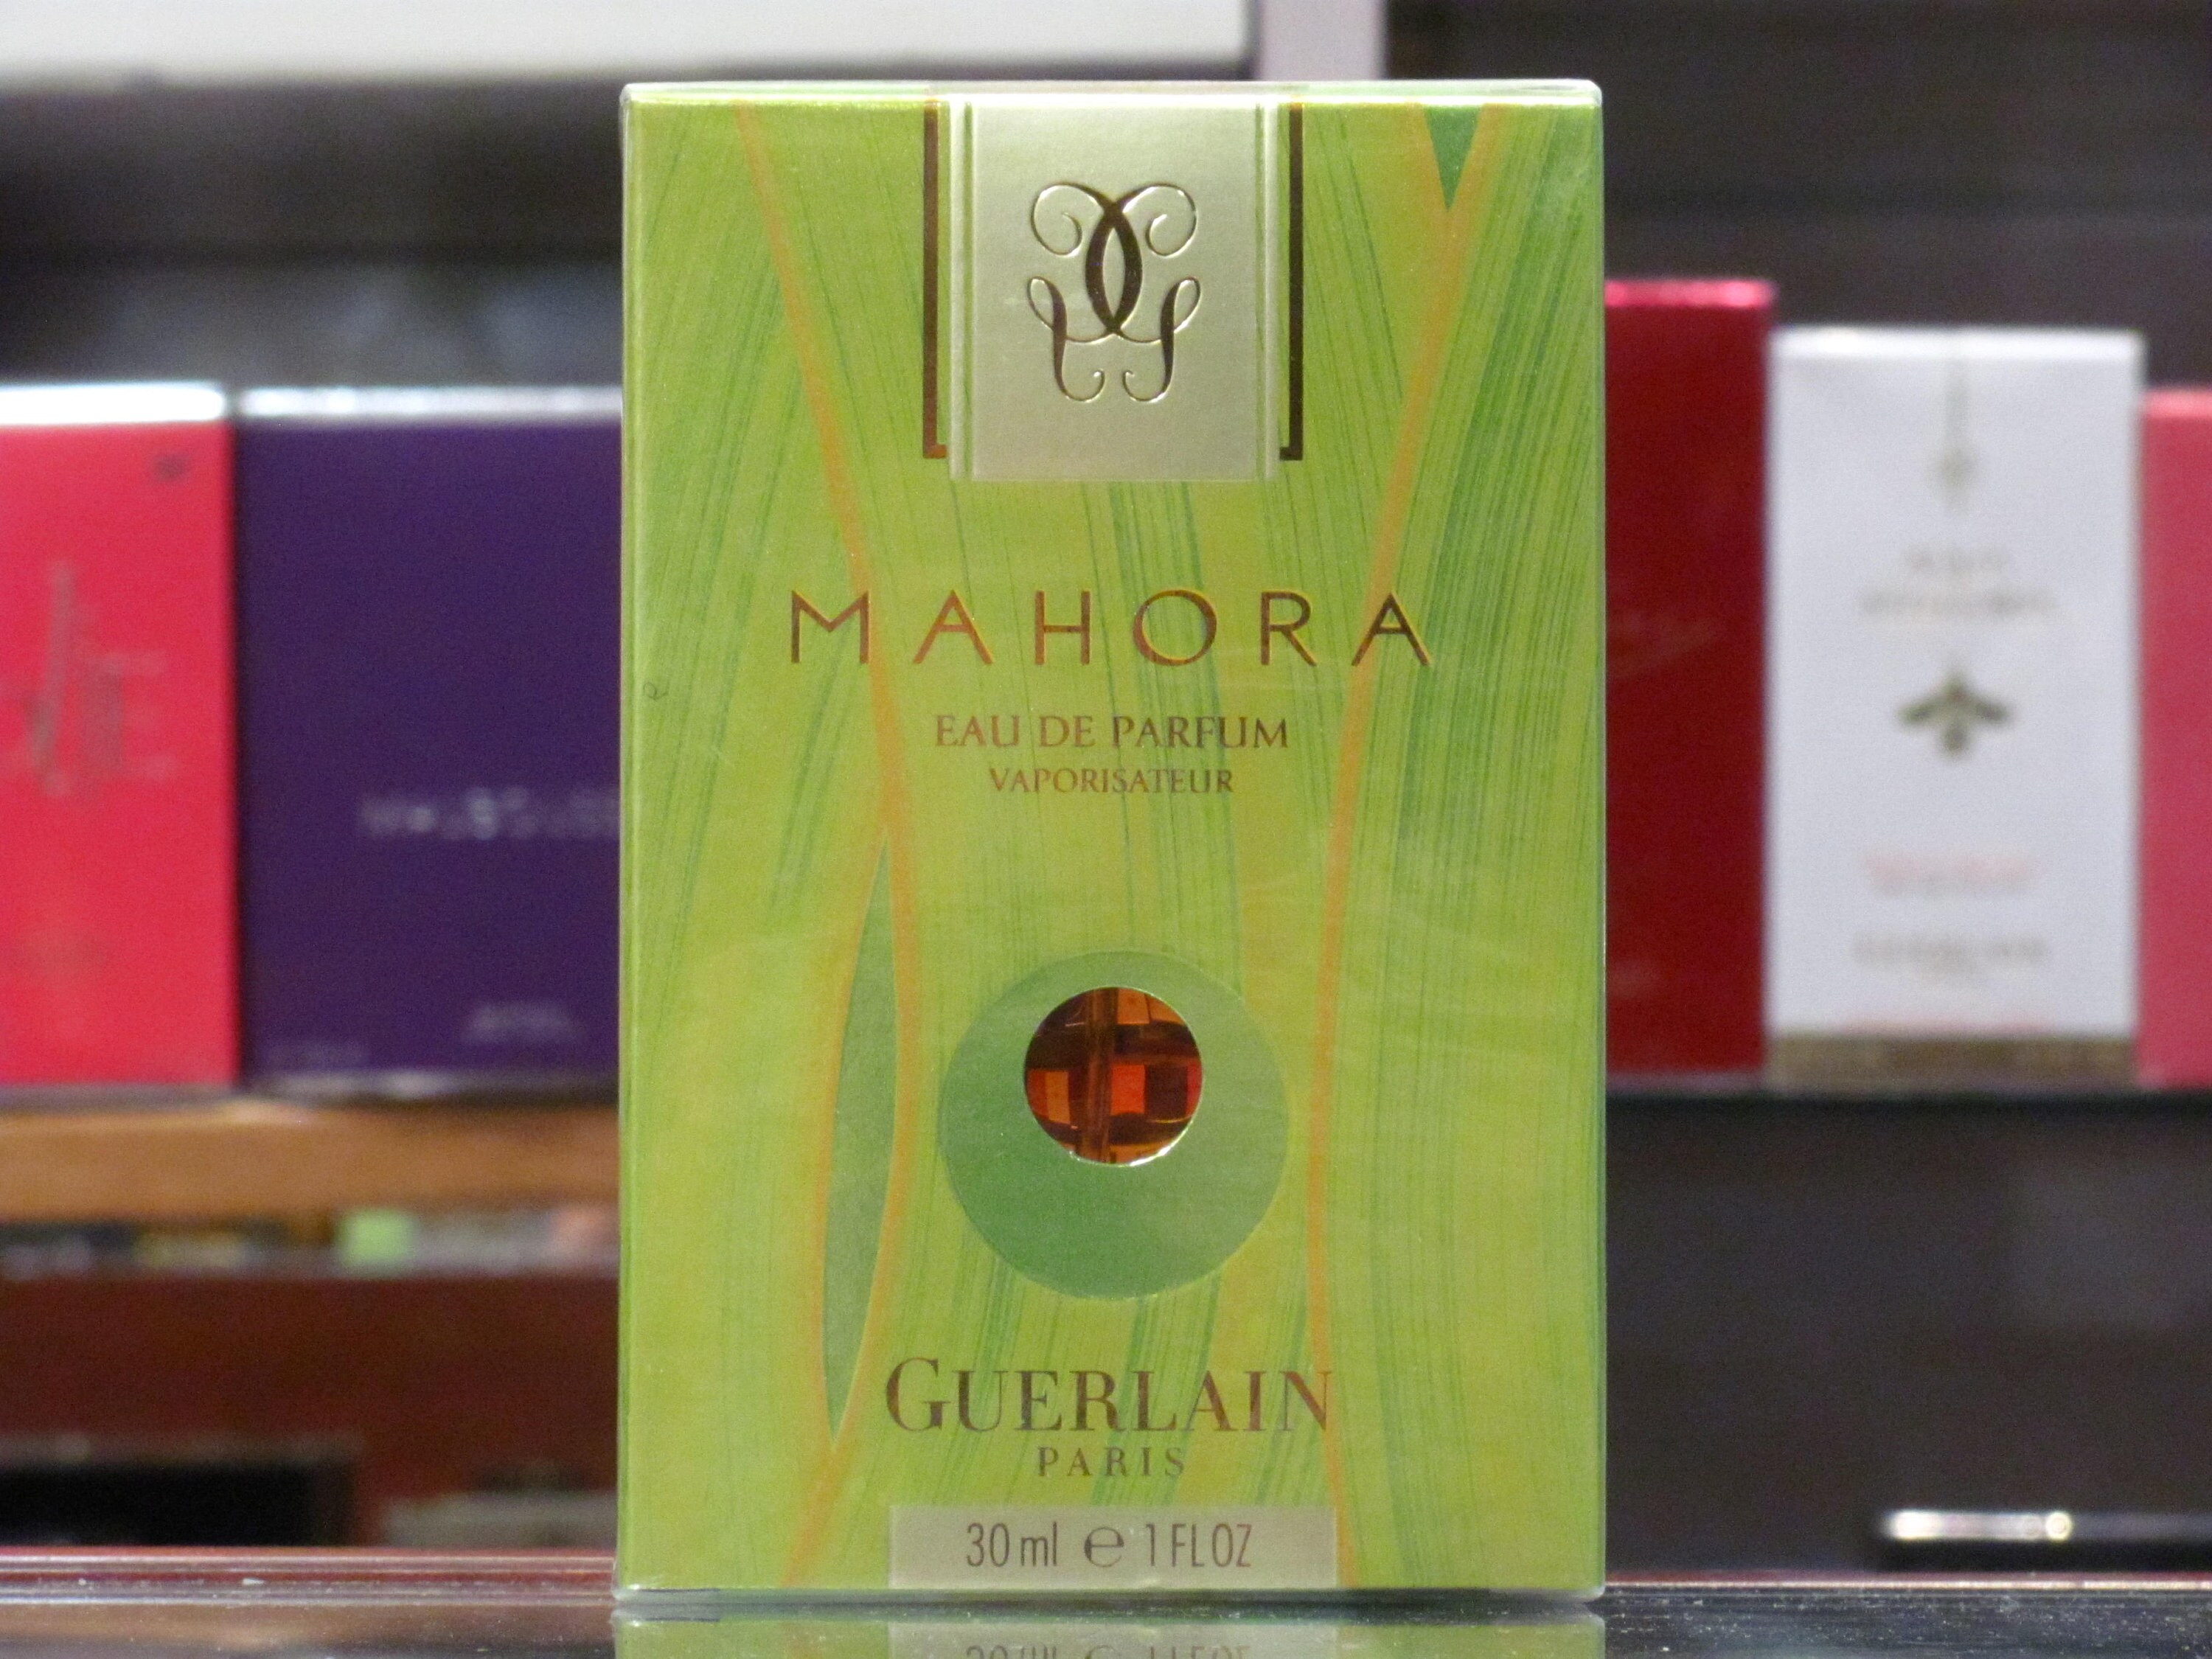 MAHORA
EAU DE PARFUM
VAPORISATEUR
GUERLAIN
PARIS
30 ml ℮ 1 FL OZ